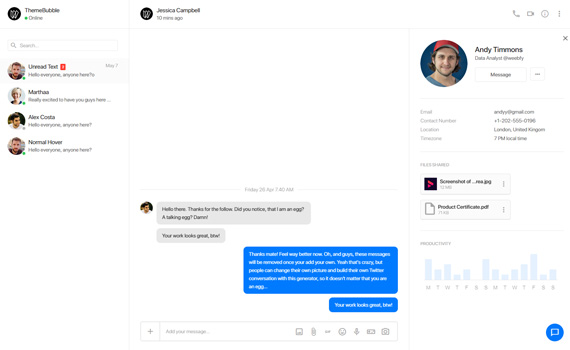 ThemeBubble
Online
Search...
Unread Text 2
May 7
Hello everyone, anyone here?o
Marthaa
Really excited to have you guys here ...
Alex Costa
Hello everyone, anyone here?
Normal Hover
Hello everyone, anyone here?
Jessica Campbell
10 mins ago
Friday 26 Apr 7:40 AM
Hello there. Thanks for the follow. Did you notice, that I am an egg?
A talking egg? Damn!
Your work looks great, btw!
Thanks mate! Feel way better now. Oh, and guys, these messages
will be removed once your add your own. Yeah that's crazy, but
people can change their own picture and build their own Twitter
conversation with this generator, so it doesn't matter that you are
an egg...
Your work looks great, btw!
Add your message...
GIF
Andy Timmons
Data Analyst @weebly
Message
Email andyy@gmail.com
Contact Number +1-202-555-0196
Location London, United Kingom
Timezone 7 PM local time
FILES SHARED
Screenshot of ...rea.jpg
12 MB
Product Certificate.pdf
71 KB
PRODUCTIVITY
M T W T F S S M T W T F S S